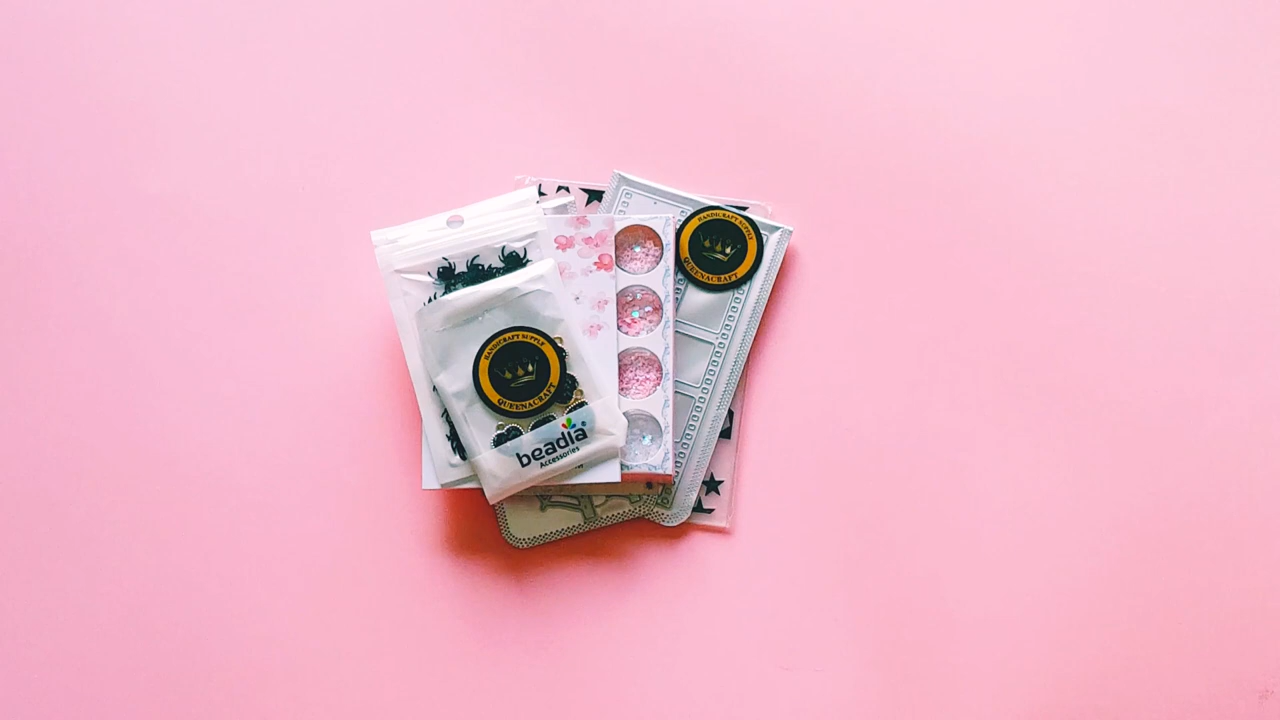 HANDICRAFT SUPPLY
QUEENACRAFT
HANDICRAFT SUPPLY
QUEENACRAFT
beadia
Accessories